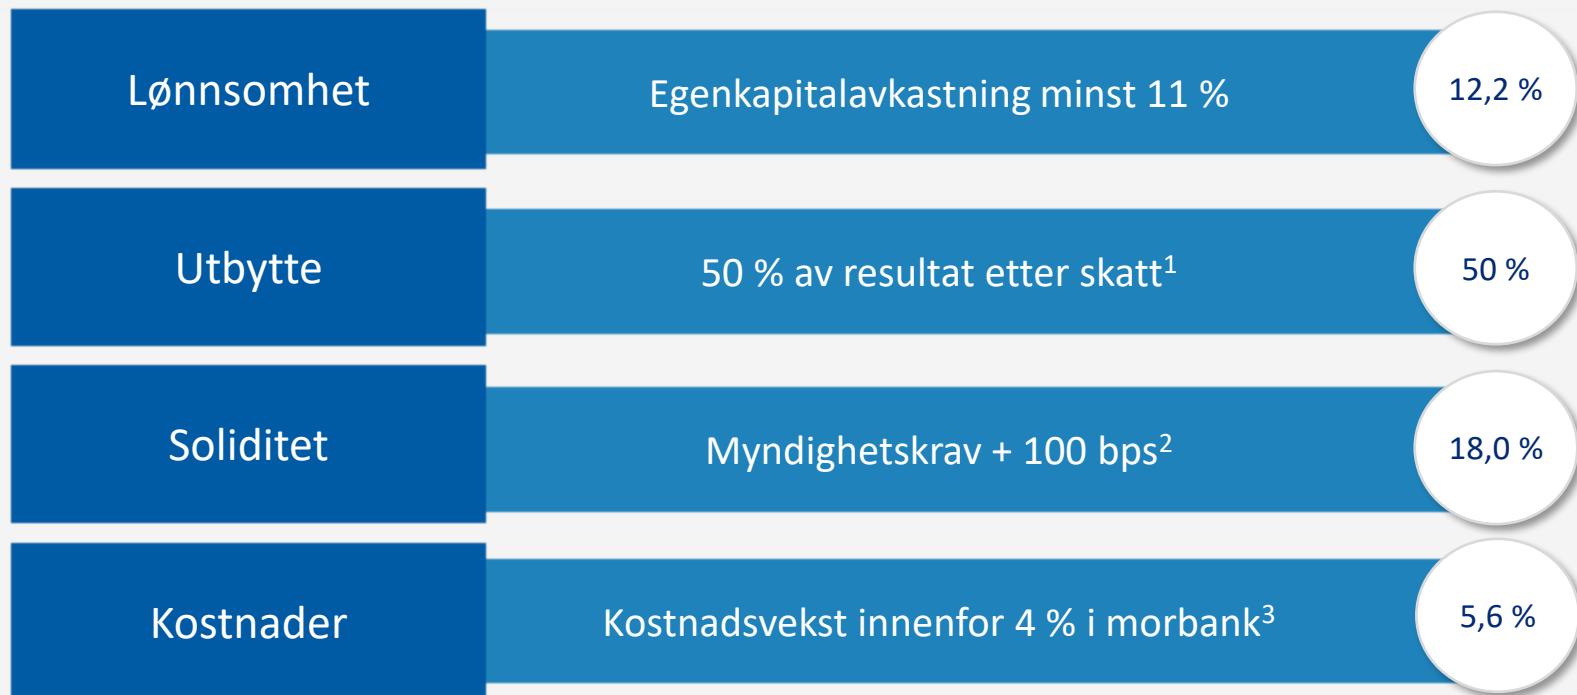 Lønnsomhet
Egenkapitalavkastning minst 11 %
12,2 %
Utbytte
50 % av resultat etter skatt¹
50 %
Soliditet
Myndighetskrav + 100 bps²
18,0 %
Kostnader
Kostnadsvekst innenfor 4 % i morbank³
5,6 %